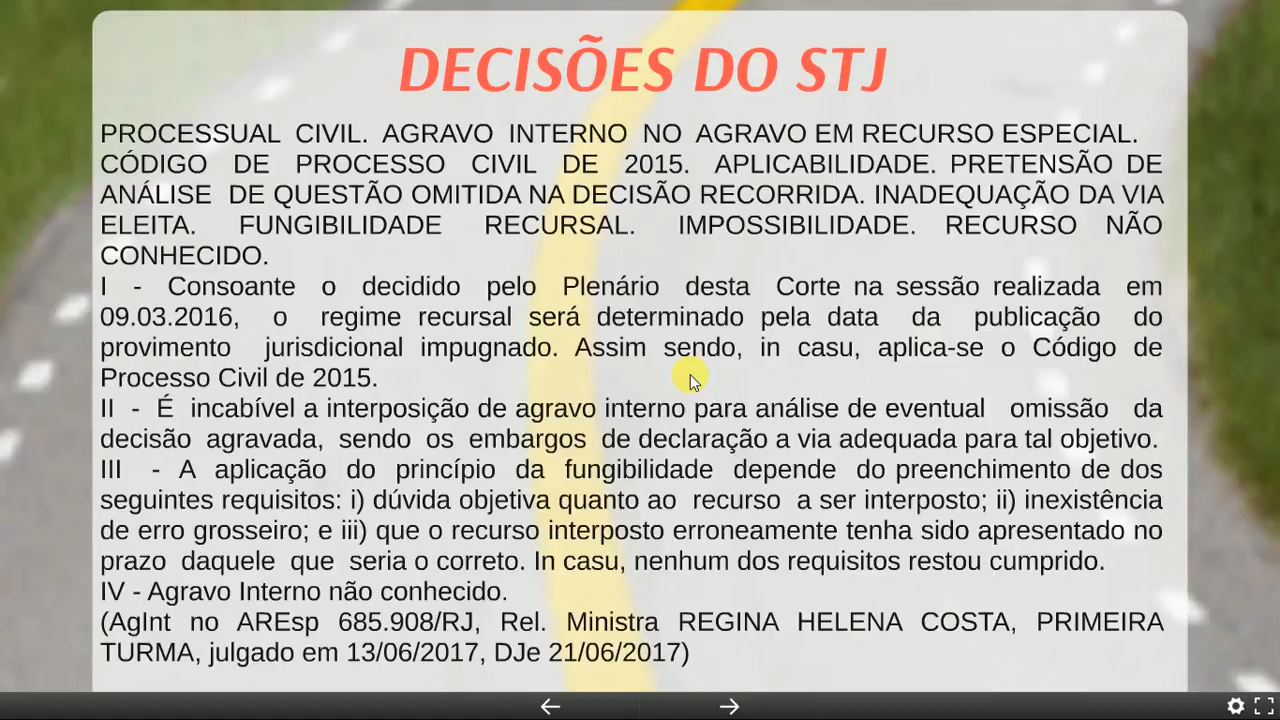 DECISÕES DO STJ
PROCESSUAL CIVIL. AGRAVO INTERNO NO AGRAVO EM RECURSO ESPECIAL.
CÓDIGO DE PROCESSO CIVIL DE 2015. APLICABILIDADE. PRETENSÃO DE
ANÁLISE DE QUESTÃO OMITIDA NA DECISÃO RECORRIDA. INADEQUAÇÃO DA VIA
ELEITA. FUNGIBILIDADE RECURSAL. IMPOSSIBILIDADE. RECURSO NÃO
CONHECIDO.
I - Consoante o decidido pelo Plenário desta Corte na sessão realizada em
09.03.2016, o regime recursal será determinado pela data da publicação do
provimento jurisdicional impugnado. Assim sendo, in casu, aplica-se o Código de
Processo Civil de 2015.
II - É incabível a interposição de agravo interno para análise de eventual omissão da
decisão agravada, sendo os embargos de declaração a via adequada para tal objetivo.
III - A aplicação do princípio da fungibilidade depende do preenchimento de dos
seguintes requisitos: i) dúvida objetiva quanto ao recurso a ser interposto; ii) inexistência
de erro grosseiro; e iii) que o recurso interposto erroneamente tenha sido apresentado no
prazo daquele que seria o correto. In casu, nenhum dos requisitos restou cumprido.
IV - Agravo Interno não conhecido.
(AgInt no AREsp 685.908/RJ, Rel. Ministra REGINA HELENA COSTA, PRIMEIRA
TURMA, julgado em 13/06/2017, DJe 21/06/2017)